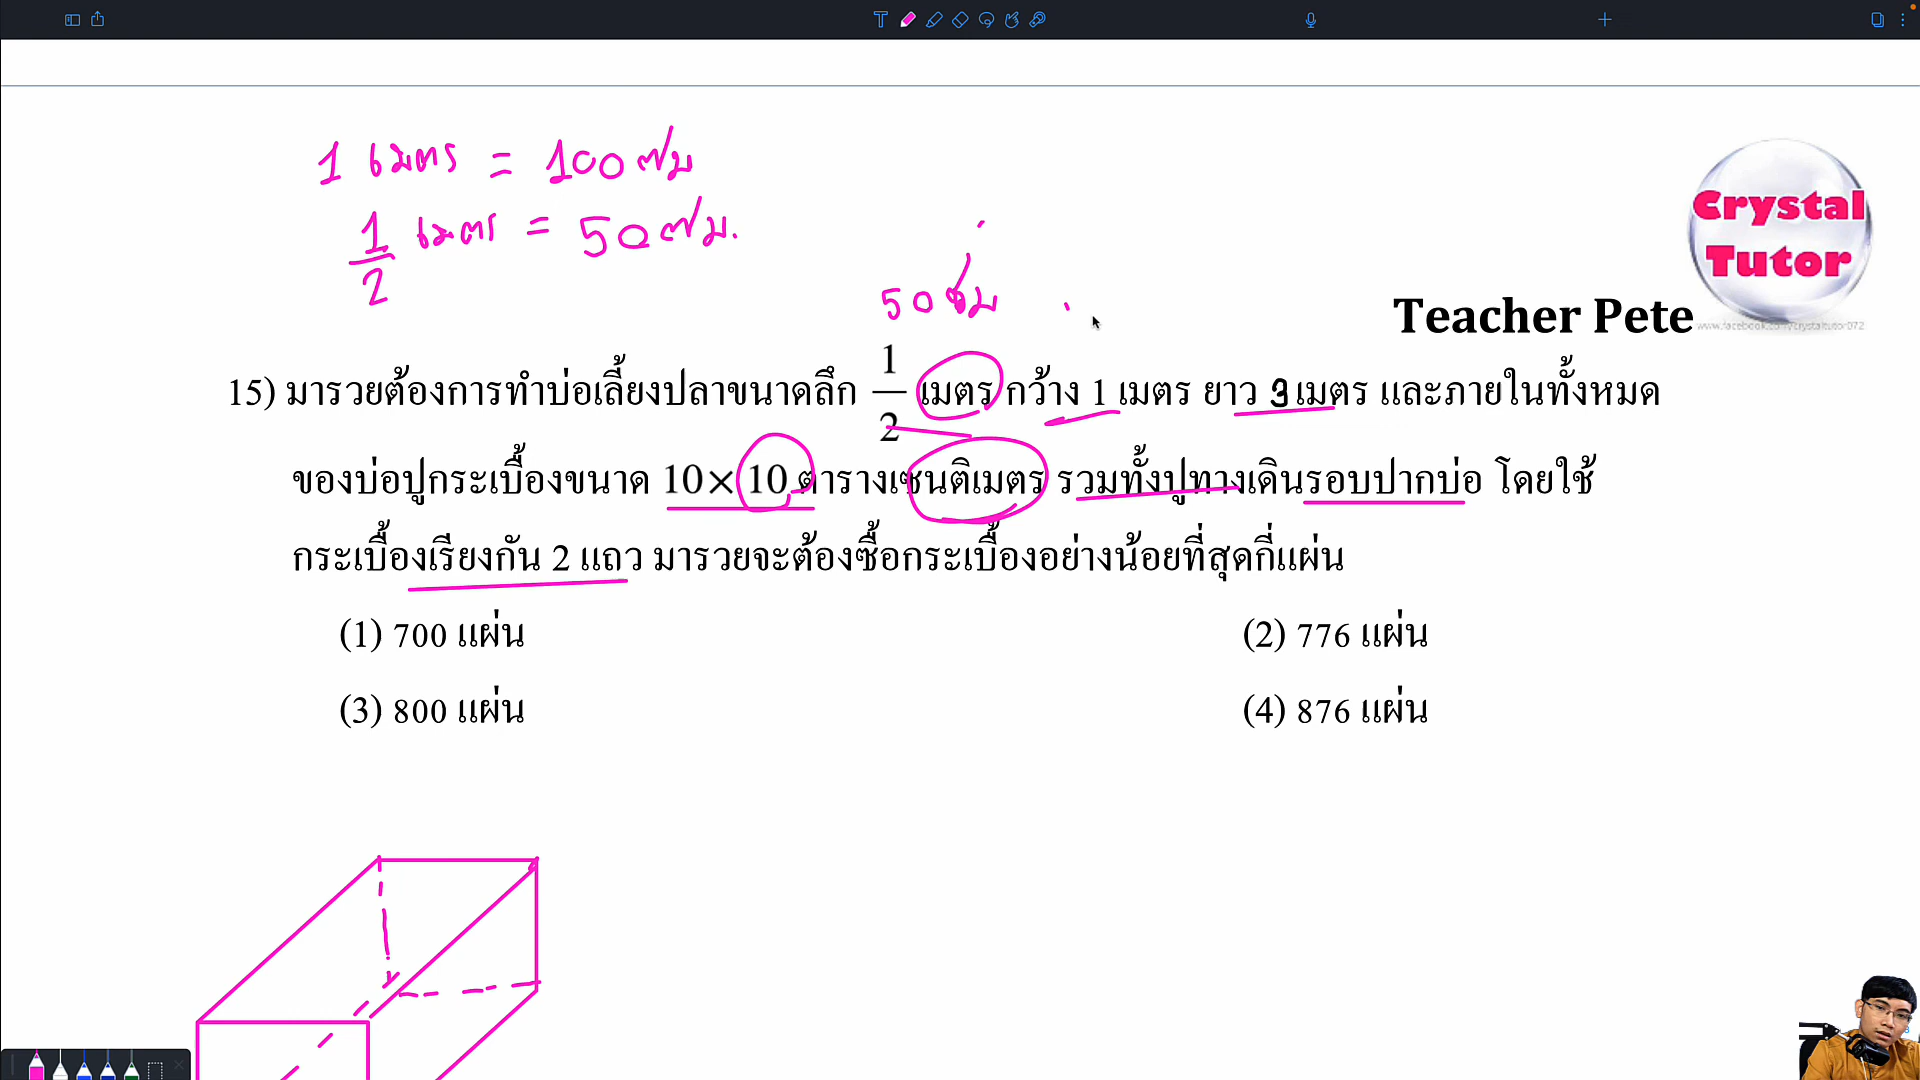 1 เมตร = 100 ซม
1/2 เมตร = 50 ซม.
50 ซม
Crystal
Tutor
www.facebook.com/crystaltutor072
Teacher Pete
15) มารวยต้องการทำบ่อเลี้ยงปลาขนาดลึก 1/2 เมตร กว้าง 1 เมตร ยาว 3 เมตร และภายในทั้งหมด
ของบ่อปูกระเบื้องขนาด 10×10 ตารางเซนติเมตร รวมทั้งปูทางเดินรอบปากบ่อ โดยใช้
กระเบื้องเรียงกัน 2 แถว มารวยจะต้องซื้อกระเบื้องอย่างน้อยที่สุดกี่แผ่น
(1) 700 แผ่น
(2) 776 แผ่น
(3) 800 แผ่น
(4) 876 แผ่น